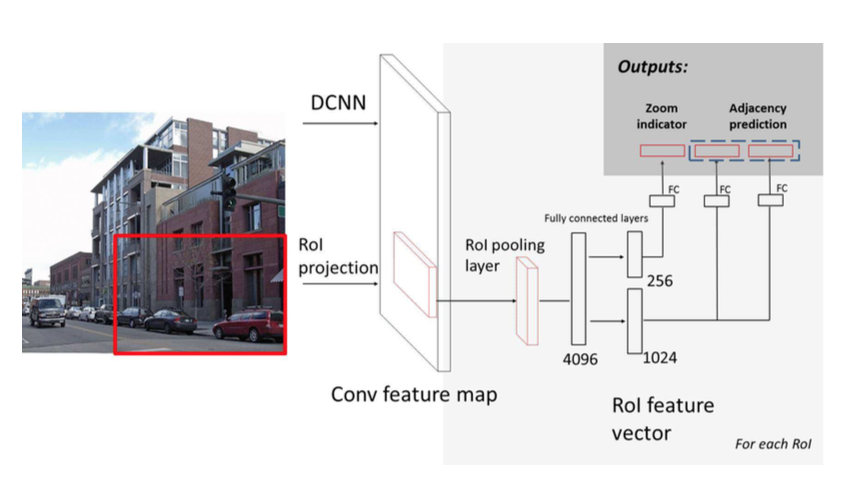 Outputs:
Zoom
indicator
Adjacency
prediction
DCNN
FC
FC
FC
Fully connected layers
RoI
projection
RoI pooling
layer
256
4096
1024
Conv feature map
RoI feature
vector
For each RoI